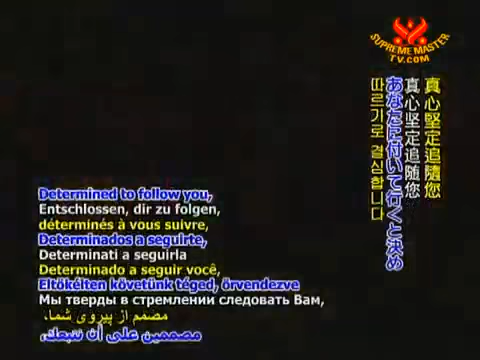 SUPREME MASTER
TV.COM
真心堅定追隨您
真心坚定追随您
あなたに付いて行くと決め
따르기로 결심합니다
Determined to follow you,
Entschlossen, dir zu folgen,
déterminés à vous suivre,
Determinados a seguirte,
Determinati a seguirla
Determinado a seguir você,
Eltökélten követünk téged, örvendezve
Мы тверды в стремлении следовать Вам,
مصمم از پیروی شما،
مصممين على أن نتبعك،